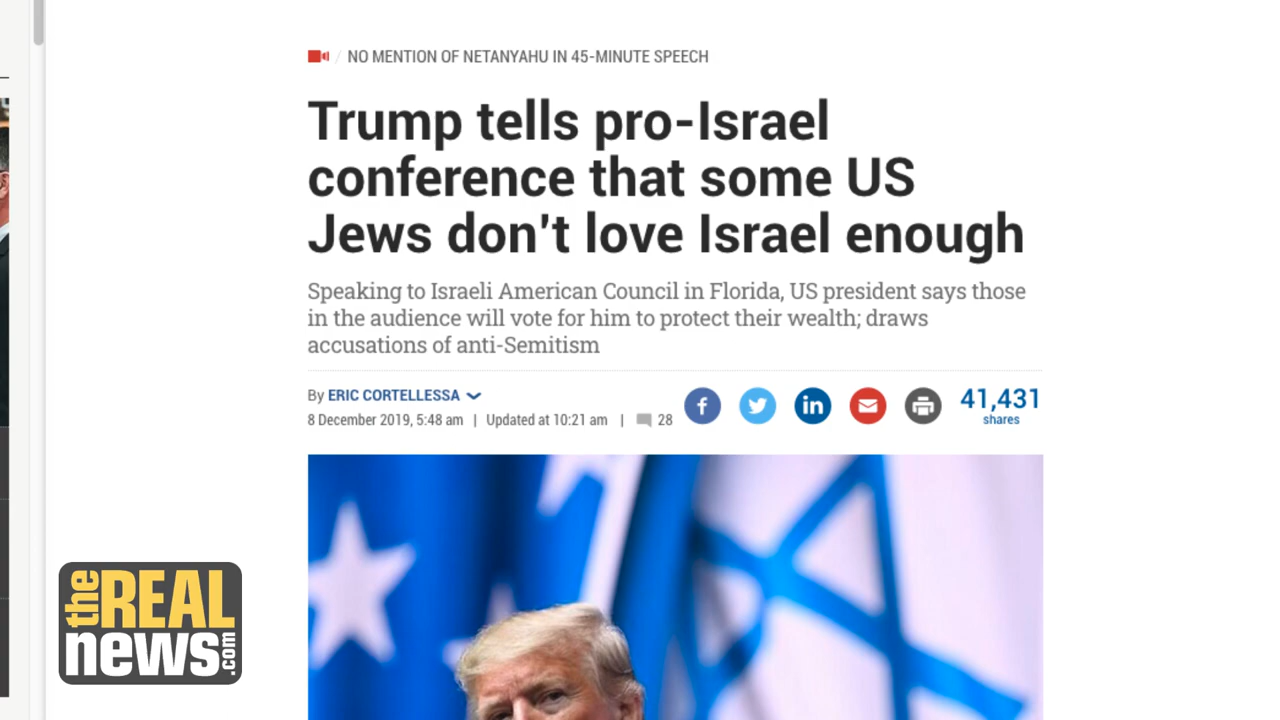 NO MENTION OF NETANYAHU IN 45-MINUTE SPEECH
Trump tells pro-Israel
conference that some US
Jews don't love Israel enough
Speaking to Israeli American Council in Florida, US president says those
in the audience will vote for him to protect their wealth; draws
accusations of anti-Semitism
By ERIC CORTELLESSA
8 December 2019, 5:48 am | Updated at 10:21 am | 28
f
in
41,431
shares
the REAL
news.com